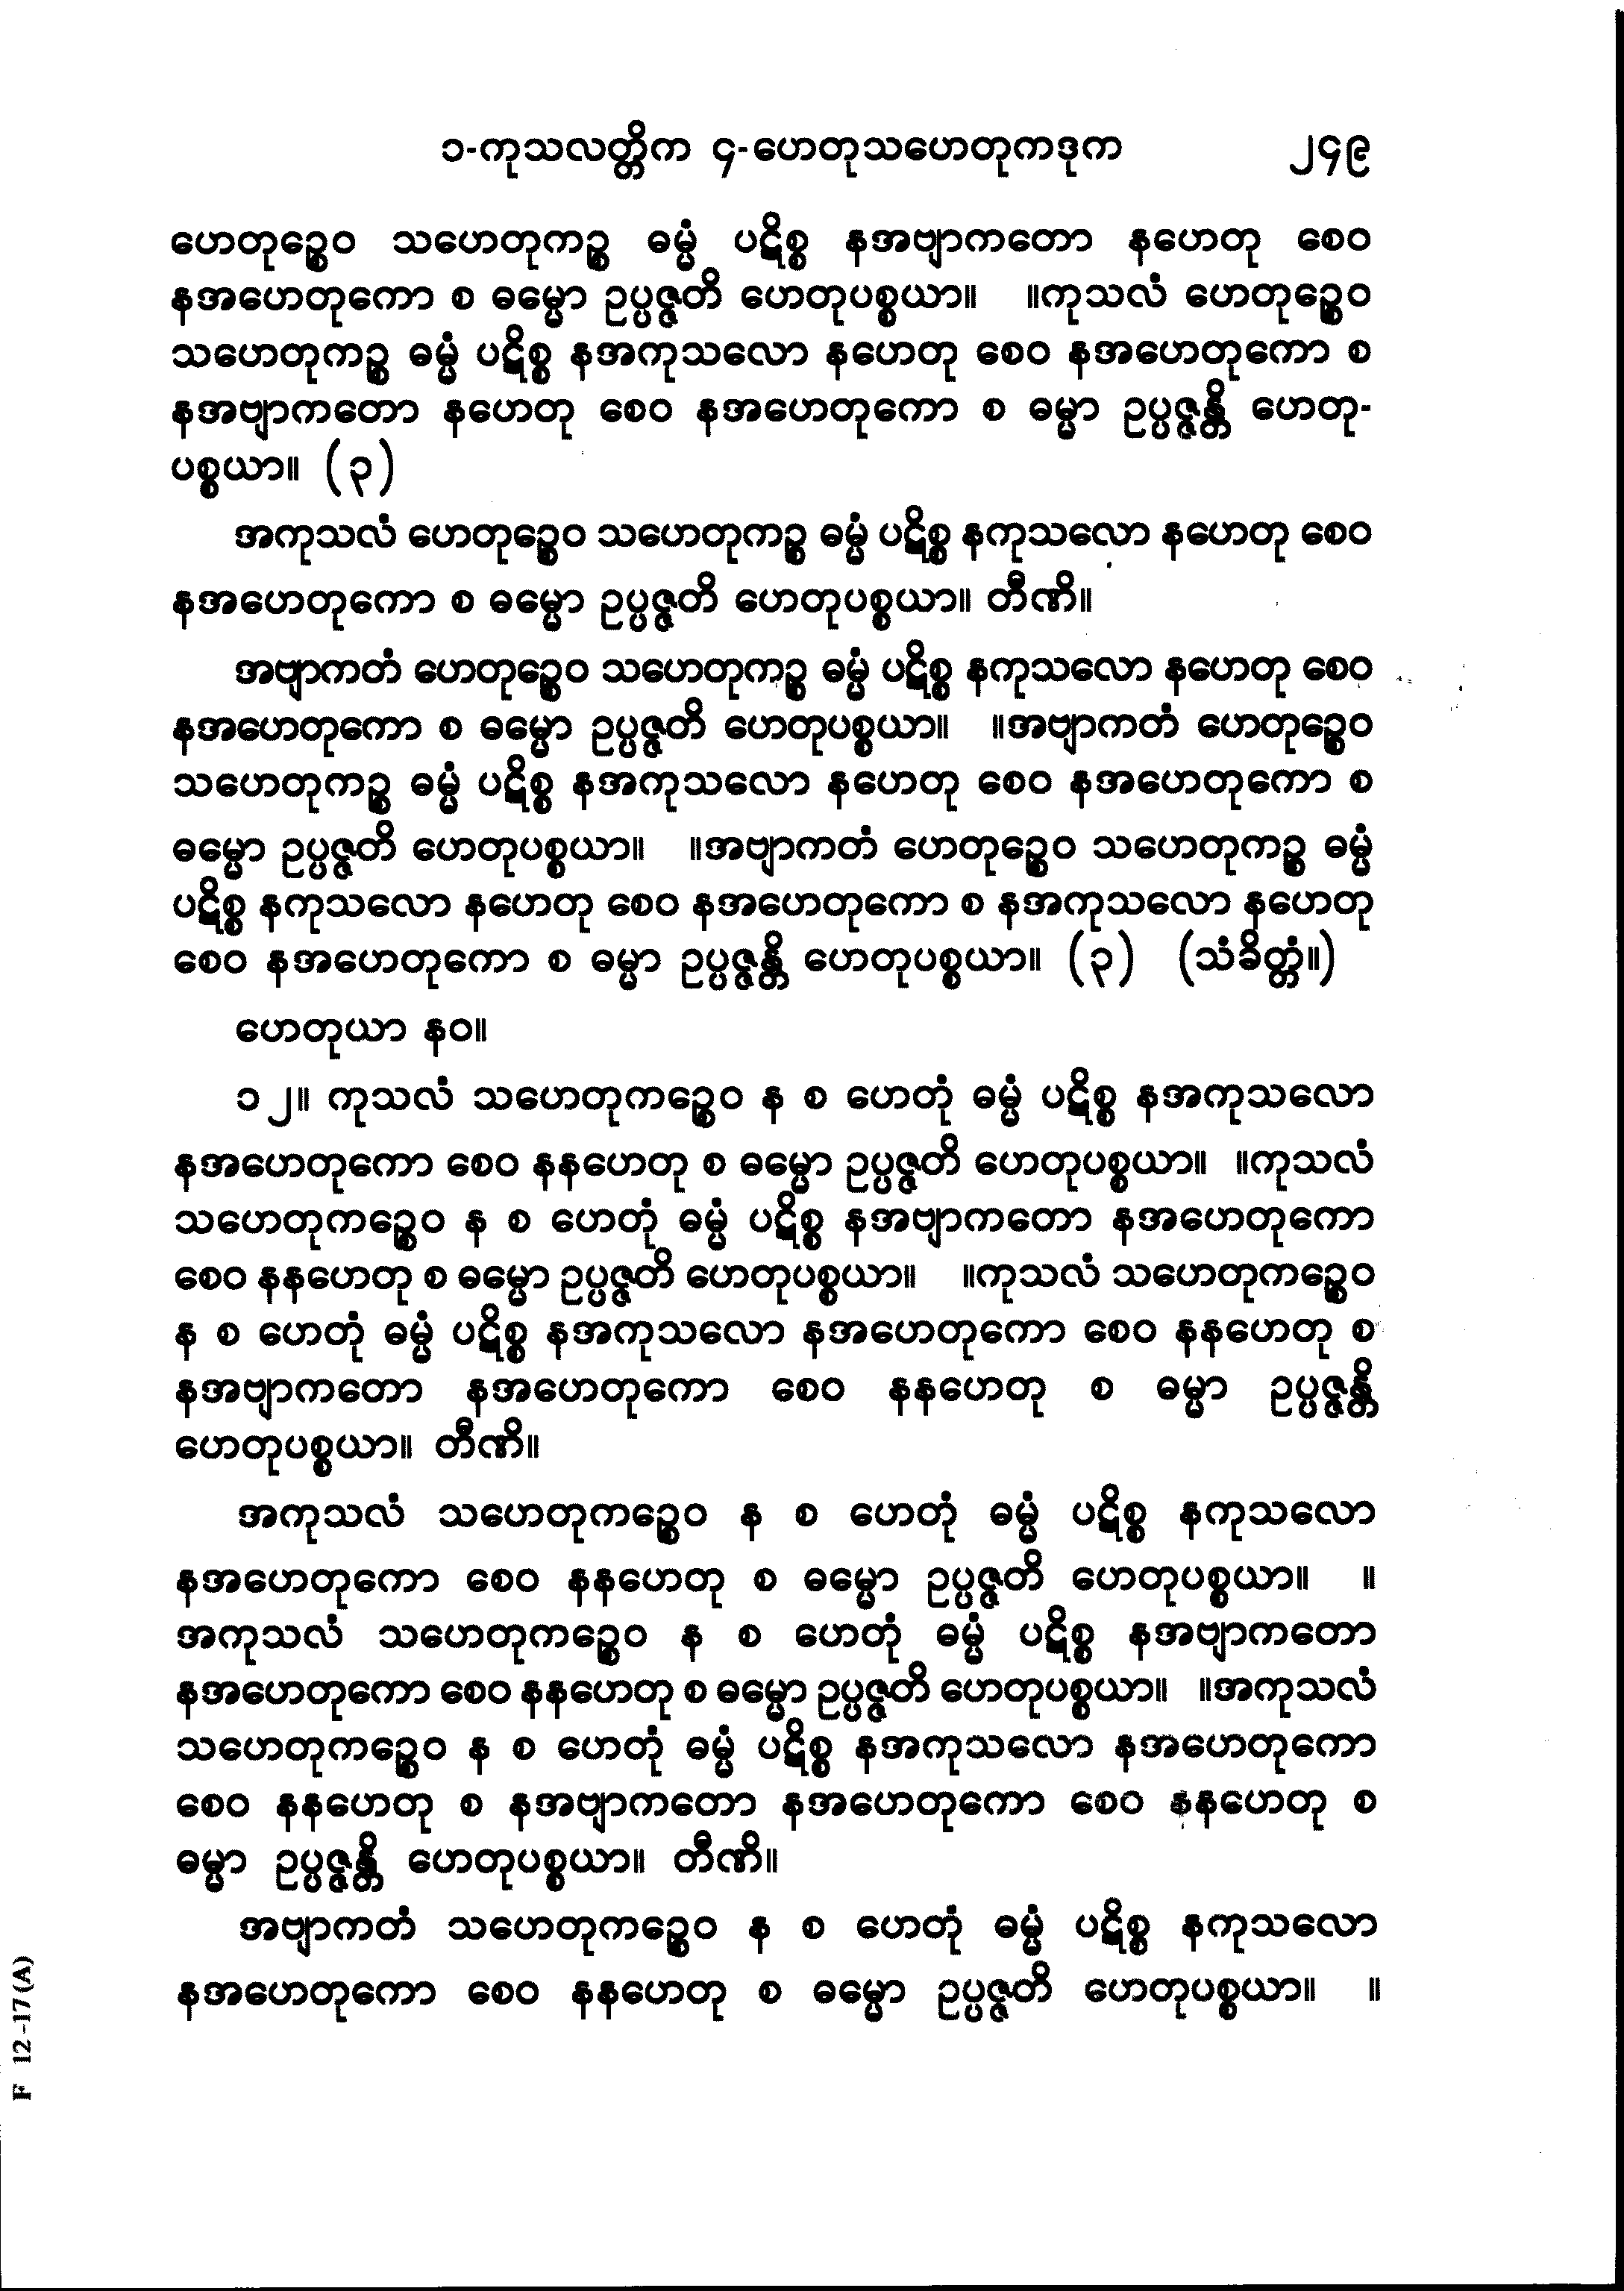 ၁-ကုသလတ္တိက ၄-ဟေတုသဟေတုကဒုက ၂၄၉
ဟေတုဉ္စေဝ သဟေတုကဉ္စ ဓမ္မံ ပဋိစ္စ နအဗျာကတော နဟေတု စေဝ
နအဟေတုကော စ ဓမ္မော ဥပ္ပဇ္ဇတိ ဟေတုပစ္စယာ။ ။ကုသလံ ဟေတုဉ္စေဝ
သဟေတုကဉ္စ ဓမ္မံ ပဋိစ္စ နအကုသလော နဟေတု စေဝ နအဟေတုကော စ
နအဗျာကတော နဟေတု စေဝ နအဟေတုကော စ ဓမ္မာ ဥပ္ပဇ္ဇန္တိ ဟေတု-
ပစ္စယာ။ (၃)
အကုသလံ ဟေတုဉ္စေဝ သဟေတုကဉ္စ ဓမ္မံ ပဋိစ္စ နကုသလော နဟေတု စေဝ
နအဟေတုကော စ ဓမ္မော ဥပ္ပဇ္ဇတိ ဟေတုပစ္စယာ။ တီဏိ။
အဗျာကတံ ဟေတုဉ္စေဝ သဟေတုကဉ္စ ဓမ္မံ ပဋိစ္စ နကုသလော နဟေတု စေဝ
နအဟေတုကော စ ဓမ္မော ဥပ္ပဇ္ဇတိ ဟေတုပစ္စယာ။ ။အဗျာကတံ ဟေတုဉ္စေဝ
သဟေတုကဉ္စ ဓမ္မံ ပဋိစ္စ နအကုသလော နဟေတု စေဝ နအဟေတုကော စ
ဓမ္မော ဥပ္ပဇ္ဇတိ ဟေတုပစ္စယာ။ ။အဗျာကတံ ဟေတုဉ္စေဝ သဟေတုကဉ္စ ဓမ္မံ
ပဋိစ္စ နကုသလော နဟေတု စေဝ နအဟေတုကော စ နအကုသလော နဟေတု
စေဝ နအဟေတုကော စ ဓမ္မာ ဥပ္ပဇ္ဇန္တိ ဟေတုပစ္စယာ။ (၃) (သံခိတ္တံ။)
ဟေတုယာ နဝ။
၁၂။ ကုသလံ သဟေတုကဉ္စေဝ န စ ဟေတုံ ဓမ္မံ ပဋိစ္စ နအကုသလော
နအဟေတုကော စေဝ နနဟေတု စ ဓမ္မော ဥပ္ပဇ္ဇတိ ဟေတုပစ္စယာ။ ။ကုသလံ
သဟေတုကဉ္စေဝ န စ ဟေတုံ ဓမ္မံ ပဋိစ္စ နအဗျာကတော နအဟေတုကော
စေဝ နနဟေတု စ ဓမ္မော ဥပ္ပဇ္ဇတိ ဟေတုပစ္စယာ။ ။ကုသလံ သဟေတုကဉ္စေဝ
န စ ဟေတုံ ဓမ္မံ ပဋိစ္စ နအကုသလော နအဟေတုကော စေဝ နနဟေတု စ
နအဗျာကတော နအဟေတုကော စေဝ နနဟေတု စ ဓမ္မာ ဥပ္ပဇ္ဇန္တိ
ဟေတုပစ္စယာ။ တီဏိ။
အကုသလံ သဟေတုကဉ္စေဝ န စ ဟေတုံ ဓမ္မံ ပဋိစ္စ နကုသလော
နအဟေတုကော စေဝ နနဟေတု စ ဓမ္မော ဥပ္ပဇ္ဇတိ ဟေတုပစ္စယာ။ ။
အကုသလံ သဟေတုကဉ္စေဝ န စ ဟေတုံ ဓမ္မံ ပဋိစ္စ နအဗျာကတော
နအဟေတုကော စေဝ နနဟေတု စ ဓမ္မော ဥပ္ပဇ္ဇတိ ဟေတုပစ္စယာ။ ။အကုသလံ
သဟေတုကဉ္စေဝ န စ ဟေတုံ ဓမ္မံ ပဋိစ္စ နအကုသလော နအဟေတုကော
စေဝ နနဟေတု စ နအဗျာကတော နအဟေတုကော စေဝ နနဟေတု စ
ဓမ္မာ ဥပ္ပဇ္ဇန္တိ ဟေတုပစ္စယာ။ တီဏိ။
အဗျာကတံ သဟေတုကဉ္စေဝ န စ ဟေတုံ ဓမ္မံ ပဋိစ္စ နကုသလော
နအဟေတုကော စေဝ နနဟေတု စ ဓမ္မော ဥပ္ပဇ္ဇတိ ဟေတုပစ္စယာ။ ။
F 12-17(A)